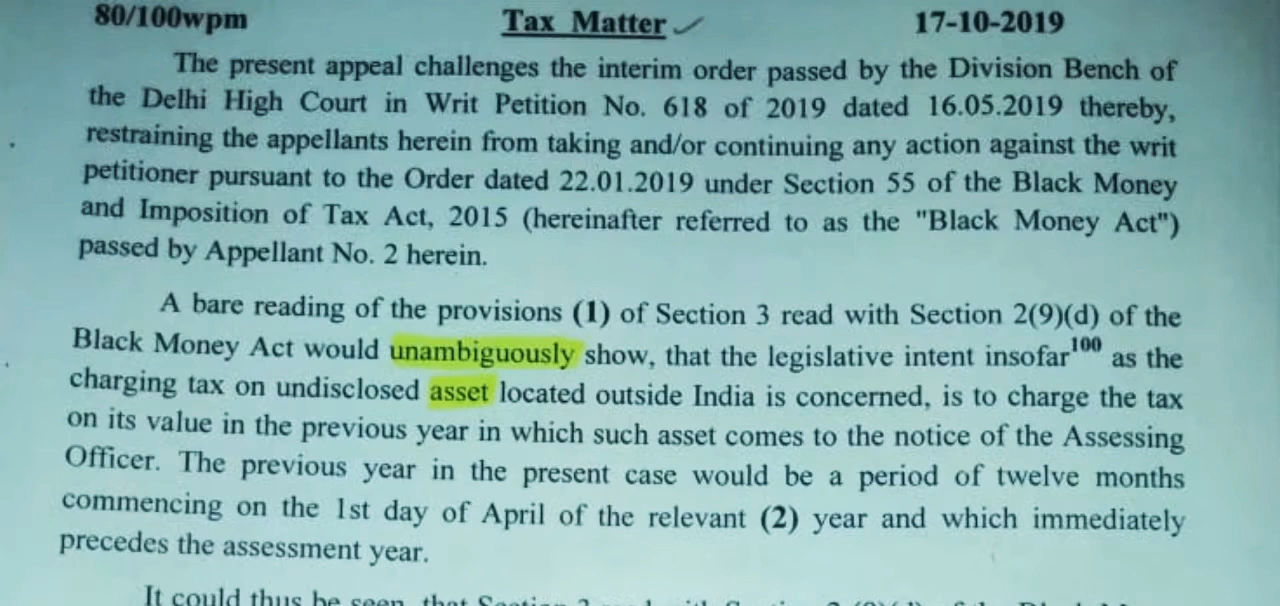 80/100wpm Tax Matter 17-10-2019
The present appeal challenges the interim order passed by the Division Bench of
the Delhi High Court in Writ Petition No. 618 of 2019 dated 16.05.2019 thereby,
restraining the appellants herein from taking and/or continuing any action against the writ
petitioner pursuant to the Order dated 22.01.2019 under Section 55 of the Black Money
and Imposition of Tax Act, 2015 (hereinafter referred to as the "Black Money Act")
passed by Appellant No. 2 herein.
A bare reading of the provisions (1) of Section 3 read with Section 2(9)(d) of the
Black Money Act would unambiguously show, that the legislative intent insofar100 as the
charging tax on undisclosed asset located outside India is concerned, is to charge the tax
on its value in the previous year in which such asset comes to the notice of the Assessing
Officer. The previous year in the present case would be a period of twelve months
commencing on the 1st day of April of the relevant (2) year and which immediately
precedes the assessment year.
It could thus be seen, that Section